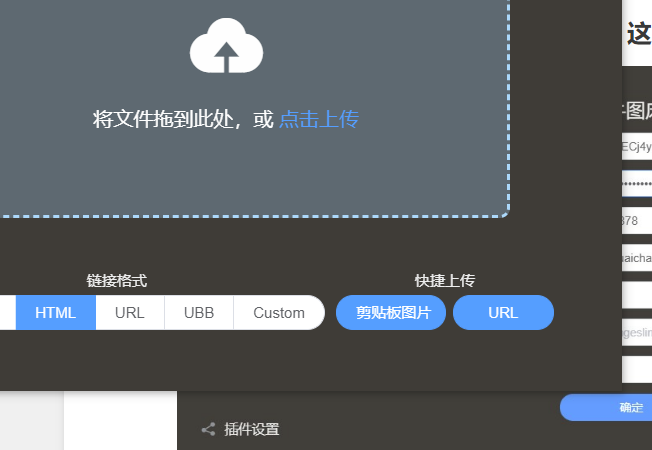 这
将文件拖到此处，或 点击上传
图床
ECj4y
378
aicha
链接格式
快捷上传
HTML
URL
UBB
Custom
剪贴板图片
URL
geslim
确定
插件设置